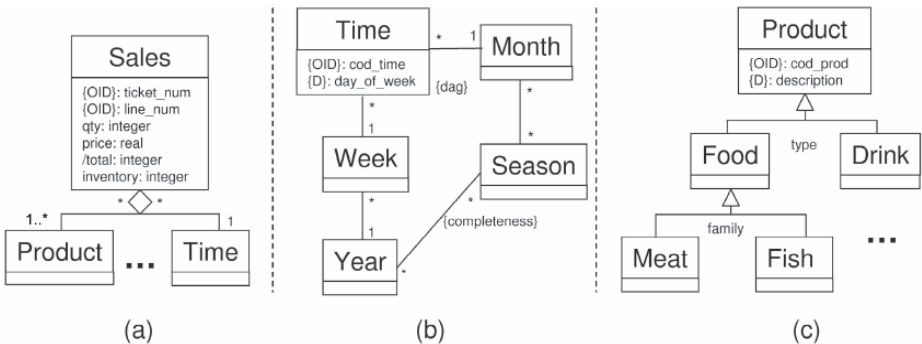 Sales
{OID}: ticket_num
{OID}: line_num
qty: integer
price: real
/total: integer
inventory: integer
* *
1..* 1
Product ... Time
(a)
Time
{OID}: cod_time
{D}: day_of_week
* 1
Month
{dag}
*
1
*
*
Week
Season
*
1
*
{completeness}
Year
*
(b)
Product
{OID}: cod_prod
{D}: description
type
Food
Drink
family
Meat
Fish
...
(c)